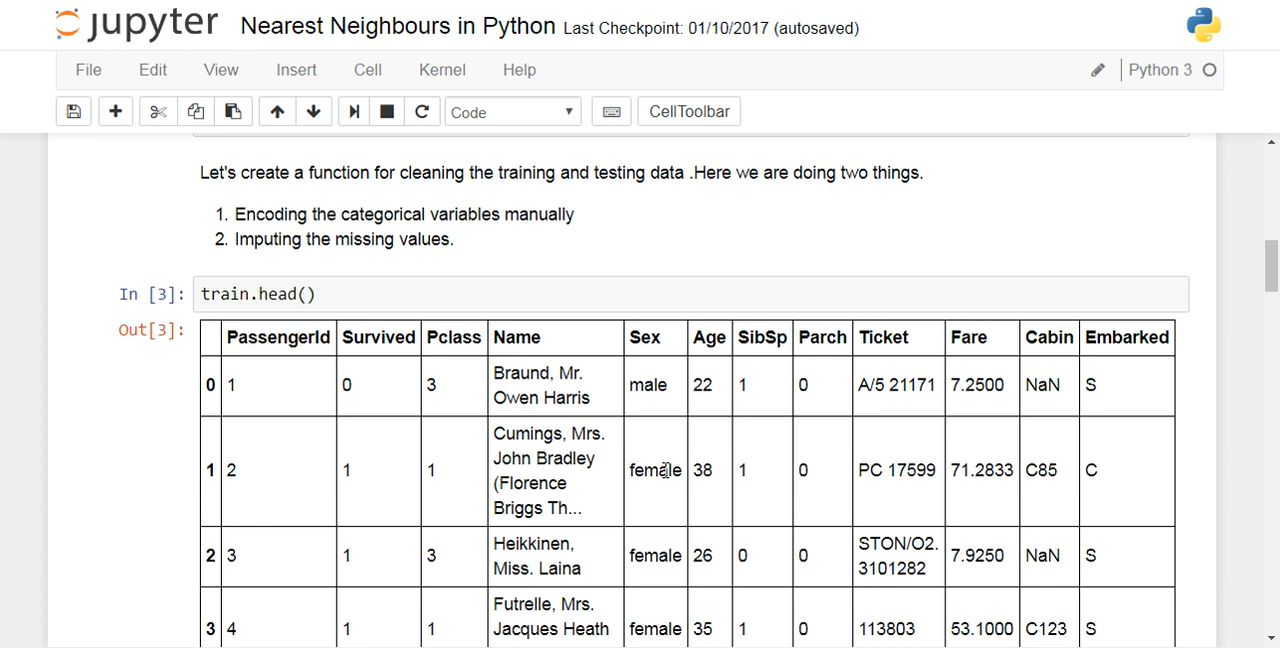 jupyter Nearest Neighbours in Python Last Checkpoint: 01/10/2017 (autosaved)
File Edit View Insert Cell Kernel Help Python 3
Code CellToolbar
Let's create a function for cleaning the training and testing data .Here we are doing two things.
1. Encoding the categorical variables manually
2. Imputing the missing values.
In [3]: train.head()
Out[3]:
PassengerId Survived Pclass Name Sex Age SibSp Parch Ticket Fare Cabin Embarked
0 1 0 3 Braund, Mr. Owen Harris male 22 1 0 A/5 21171 7.2500 NaN S
1 2 1 1 Cumings, Mrs. John Bradley (Florence Briggs Th... female 38 1 0 PC 17599 71.2833 C85 C
2 3 1 3 Heikkinen, Miss. Laina female 26 0 0 STON/O2. 3101282 7.9250 NaN S
3 4 1 1 Futrelle, Mrs. Jacques Heath female 35 1 0 113803 53.1000 C123 S